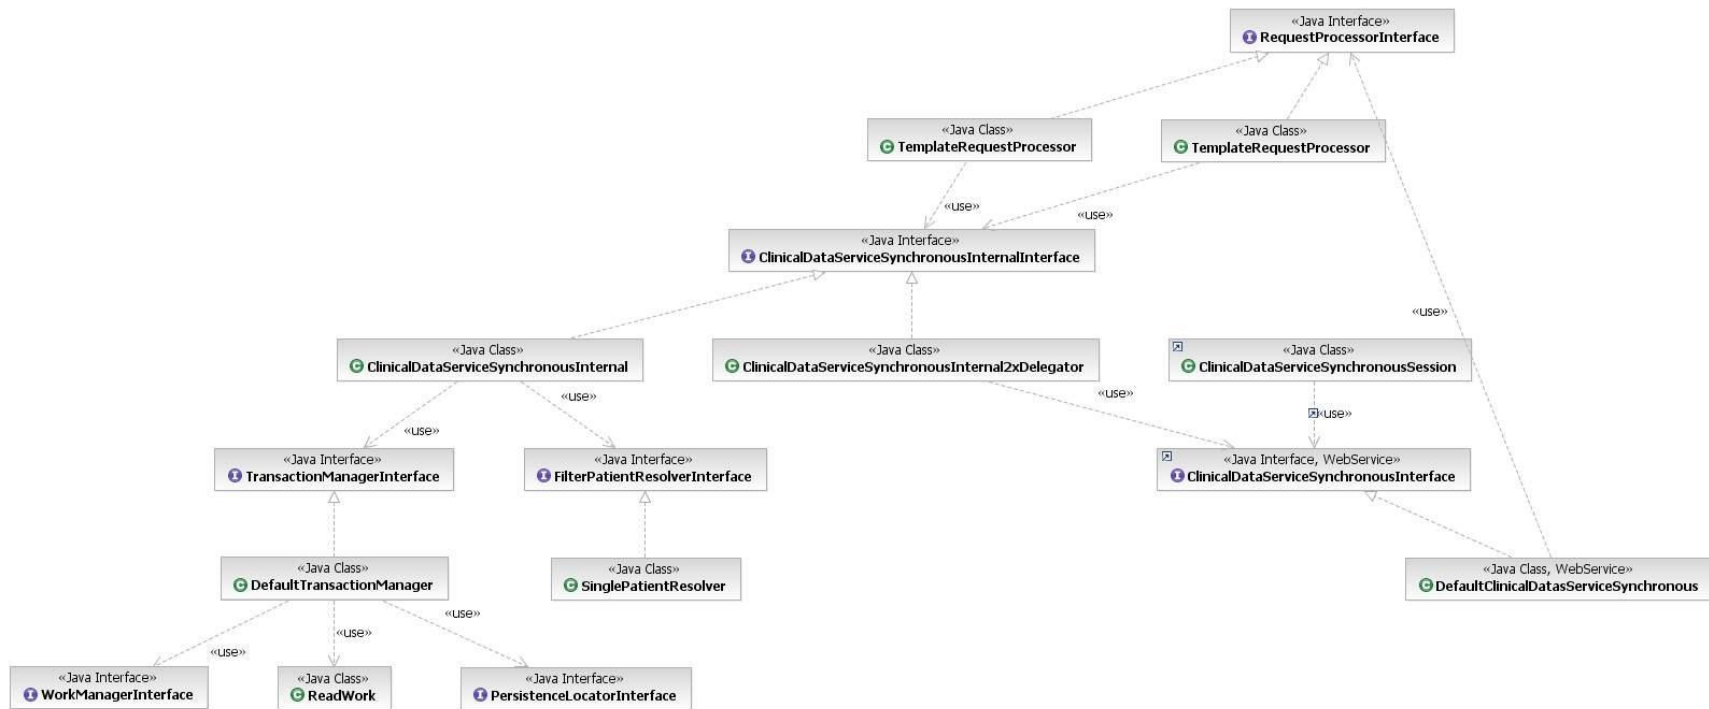 «Java Interface»
RequestProcessorInterface
«Java Class»
TemplateRequestProcessor
«Java Class»
TemplateRequestProcessor
«use»
«use»
«Java Interface»
ClinicalDataServiceSynchronousInternalInterface
«use»
«Java Class»
ClinicalDataServiceSynchronousInternal
«Java Class»
ClinicalDataServiceSynchronousInternal2xDelegator
«Java Class»
ClinicalDataServiceSynchronousSession
«use»
«use»
«use»
«use»
«Java Interface»
TransactionManagerInterface
«Java Interface»
FilterPatientResolverInterface
«Java Interface, WebService»
ClinicalDataServiceSynchronousInterface
«Java Class»
DefaultTransactionManager
«Java Class»
SinglePatientResolver
«Java Class, WebService»
DefaultClinicalDatasServiceSynchronous
«use»
«use»
«use»
«Java Interface»
WorkManagerInterface
«Java Class»
ReadWork
«Java Interface»
PersistenceLocatorInterface